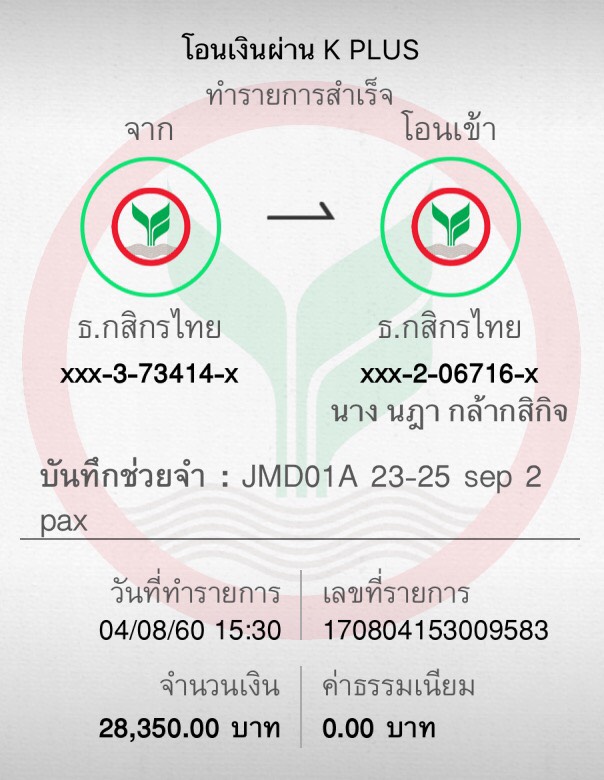 โอนเงินผ่าน K PLUS
ทำรายการสำเร็จ
จาก
โอนเข้า
ธ.กสิกรไทย
ธ.กสิกรไทย
xxx-3-73414-x
xxx-2-06716-x
นาง นฎา กล้ากสิกิจ
บันทึกช่วยจำ : JMD01A 23-25 sep 2
pax
วันที่ทำรายการ
เลขที่รายการ
04/08/60 15:30
170804153009583
จำนวนเงิน
ค่าธรรมเนียม
28,350.00 บาท
0.00 บาท